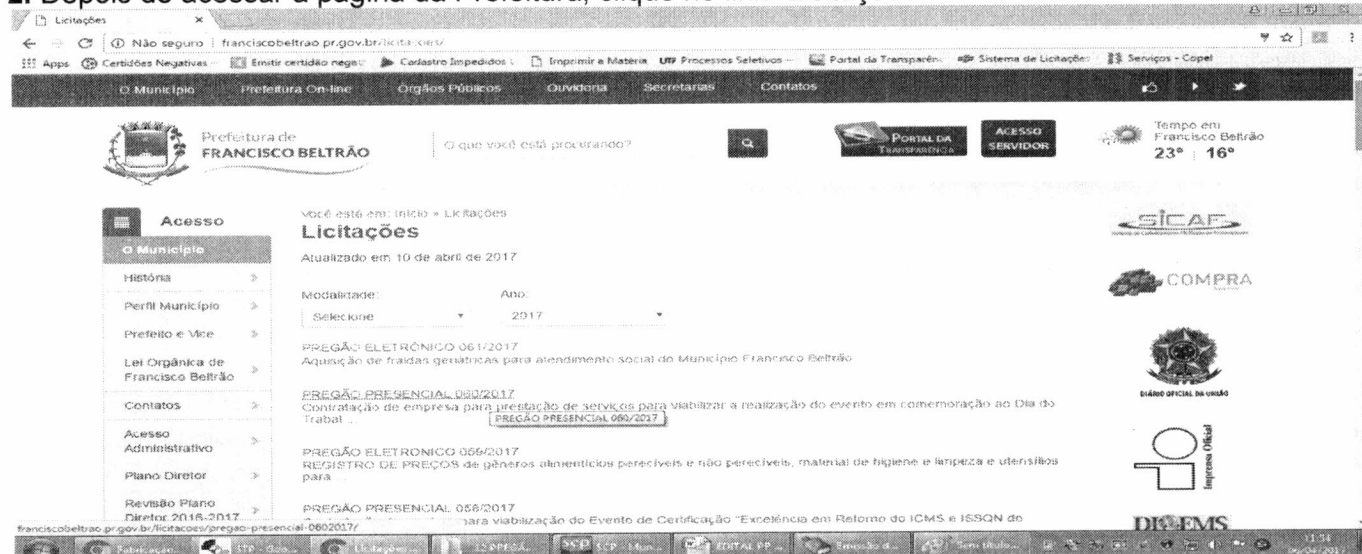 Licitações
Não seguro
franciscobeltrao.pr.gov.br/licitacoes/
Apps
Certidões Negativas
Emitir certidão negat
Cadastro Impedidos
Imprimir a Matéria
UTF Processos Seletivos
Portal da Transparên
Sistema de Licitações
Serviços - Copel
O Município
Prefeitura On-line
Órgãos Públicos
Ouvidoria
Secretarias
Contatos
Prefeitura de
FRANCISCO BELTRÃO
O que você está procurando?
PORTAL DA
TRANSPARÊNCIA
ACESSO
SERVIDOR
Tempo em
Francisco Beltrão
23° | 16°
Acesso
O Município
História
Perfil Município
Prefeito e Vice
Lei Orgânica de
Francisco Beltrão
Contatos
Acesso
Administrativo
Plano Diretor
Revisão Plano
Diretor 2016-2017
Você está em: Início » Licitações
Licitações
Atualizado em 10 de abril de 2017
Modalidade:
Ano:
Selecione
2017
PREGÃO ELETRÔNICO 061/2017
Aquisição de fraldas geriátricas para atendimento social do Município Francisco Beltrão
PREGÃO PRESENCIAL 060/2017
Contratação de empresa para prestação de serviços para viabilizar a realização do evento em comemoração ao Dia do
Trabal ...
PREGÃO PRESENCIAL 060/2017
PREGÃO ELETRONICO 059/2017
REGISTRO DE PREÇOS de gêneros alimentícios perecíveis e não perecíveis, material de higiene e limpeza e utensílios
para ...
PREGÃO PRESENCIAL 058/2017
para viabilização do Evento de Certificação "Excelência em Retorno do ICMS e ISSQN do
SICAF
COMPRA
DIÁRIO OFICIAL DA UNIÃO
Imprensa Oficial
DIOEMS
franciscobeltrao.pr.gov.br/licitacoes/pregao-presencial-0602017/
EDITAL PP
Sem título
11:54